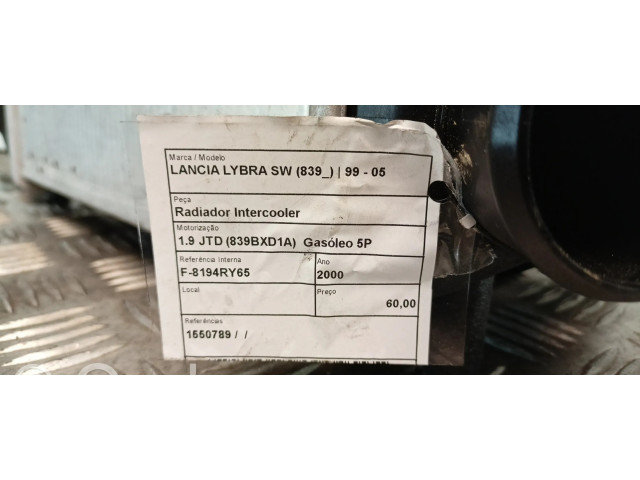 Marca / Modelo
LANCIA LYBRA SW (839_) | 99 - 05
Peça
Radiador Intercooler
Motorização
1.9 JTD (839BXD1A) Gasóleo 5P
Referência Interna Ano
F-8194RY65 2000
Local Preço
60,00
Referências
1550789 / /